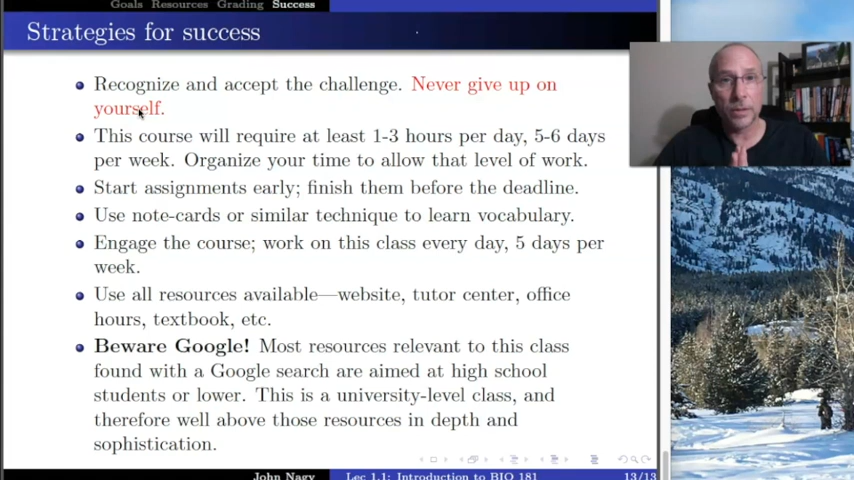 Goals Resources Grading Success
Strategies for success
Recognize and accept the challenge. Never give up on
yourself.
This course will require at least 1-3 hours per day, 5-6 days
per week. Organize your time to allow that level of work.
Start assignments early; finish them before the deadline.
Use note-cards or similar technique to learn vocabulary.
Engage the course; work on this class every day, 5 days per
week.
Use all resources available—website, tutor center, office
hours, textbook, etc.
Beware Google! Most resources relevant to this class
found with a Google search are aimed at high school
students or lower. This is a university-level class, and
therefore well above those resources in depth and
sophistication.
John Nagy Lec 1.1: Introduction to BIO 181 13/13